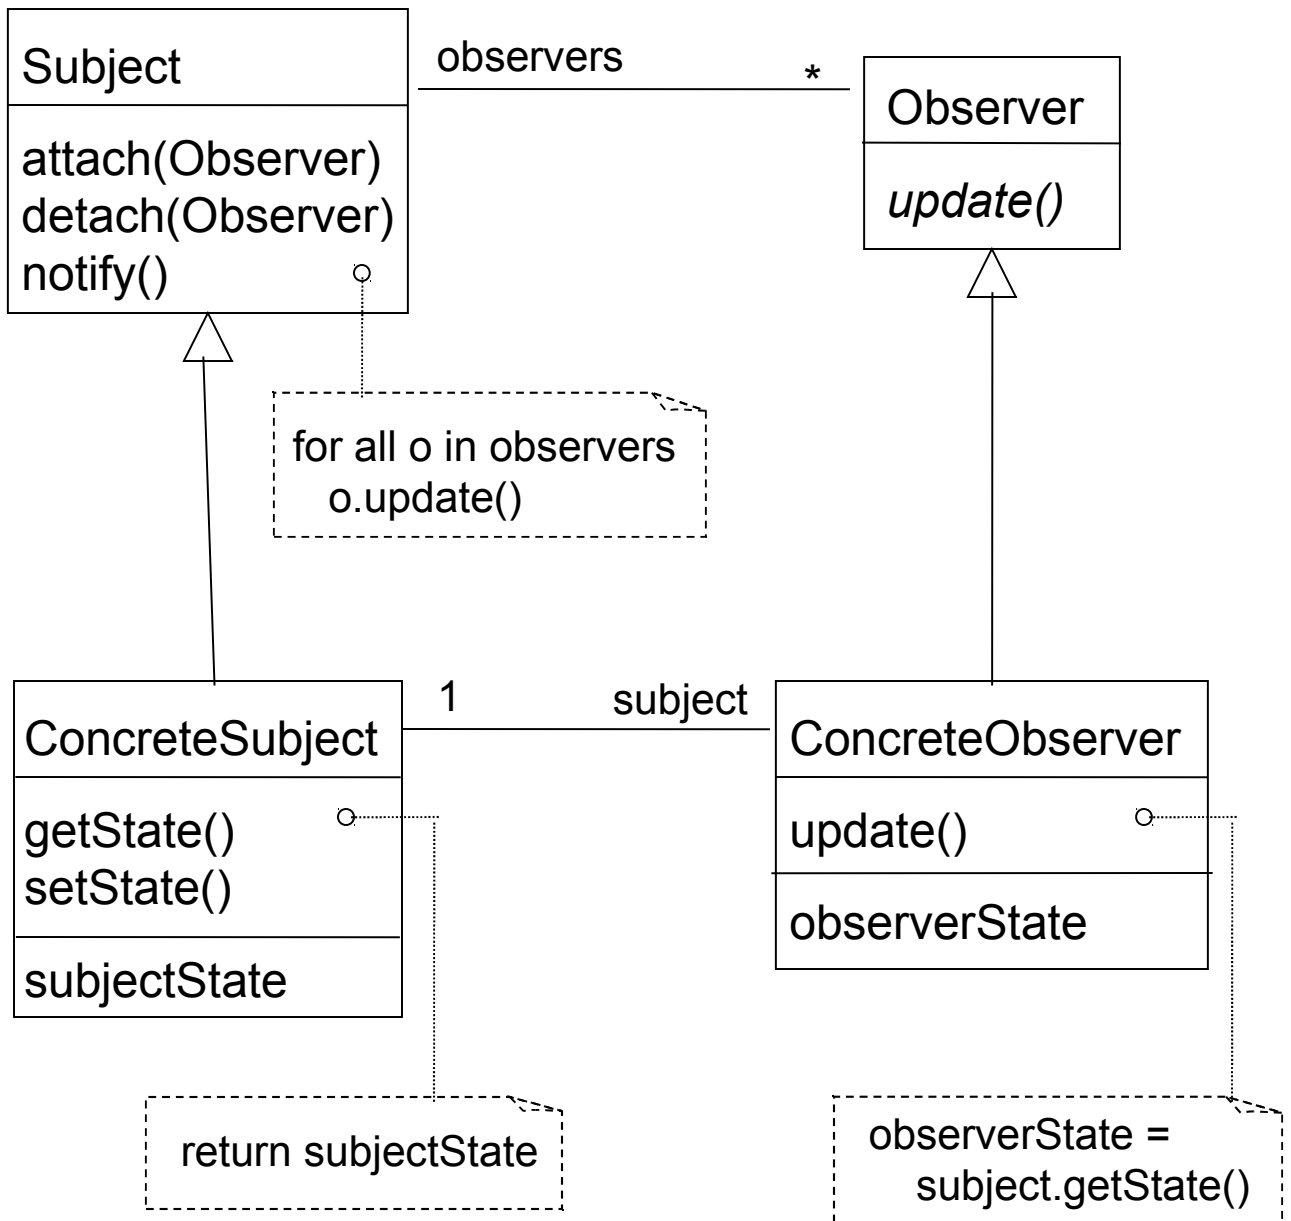 Subject
attach(Observer)
detach(Observer)
notify()
observers
*
Observer
update()
for all o in observers
o.update()
ConcreteSubject
getState()
setState()
subjectState
1
subject
ConcreteObserver
update()
observerState
return subjectState
observerState =
subject.getState()